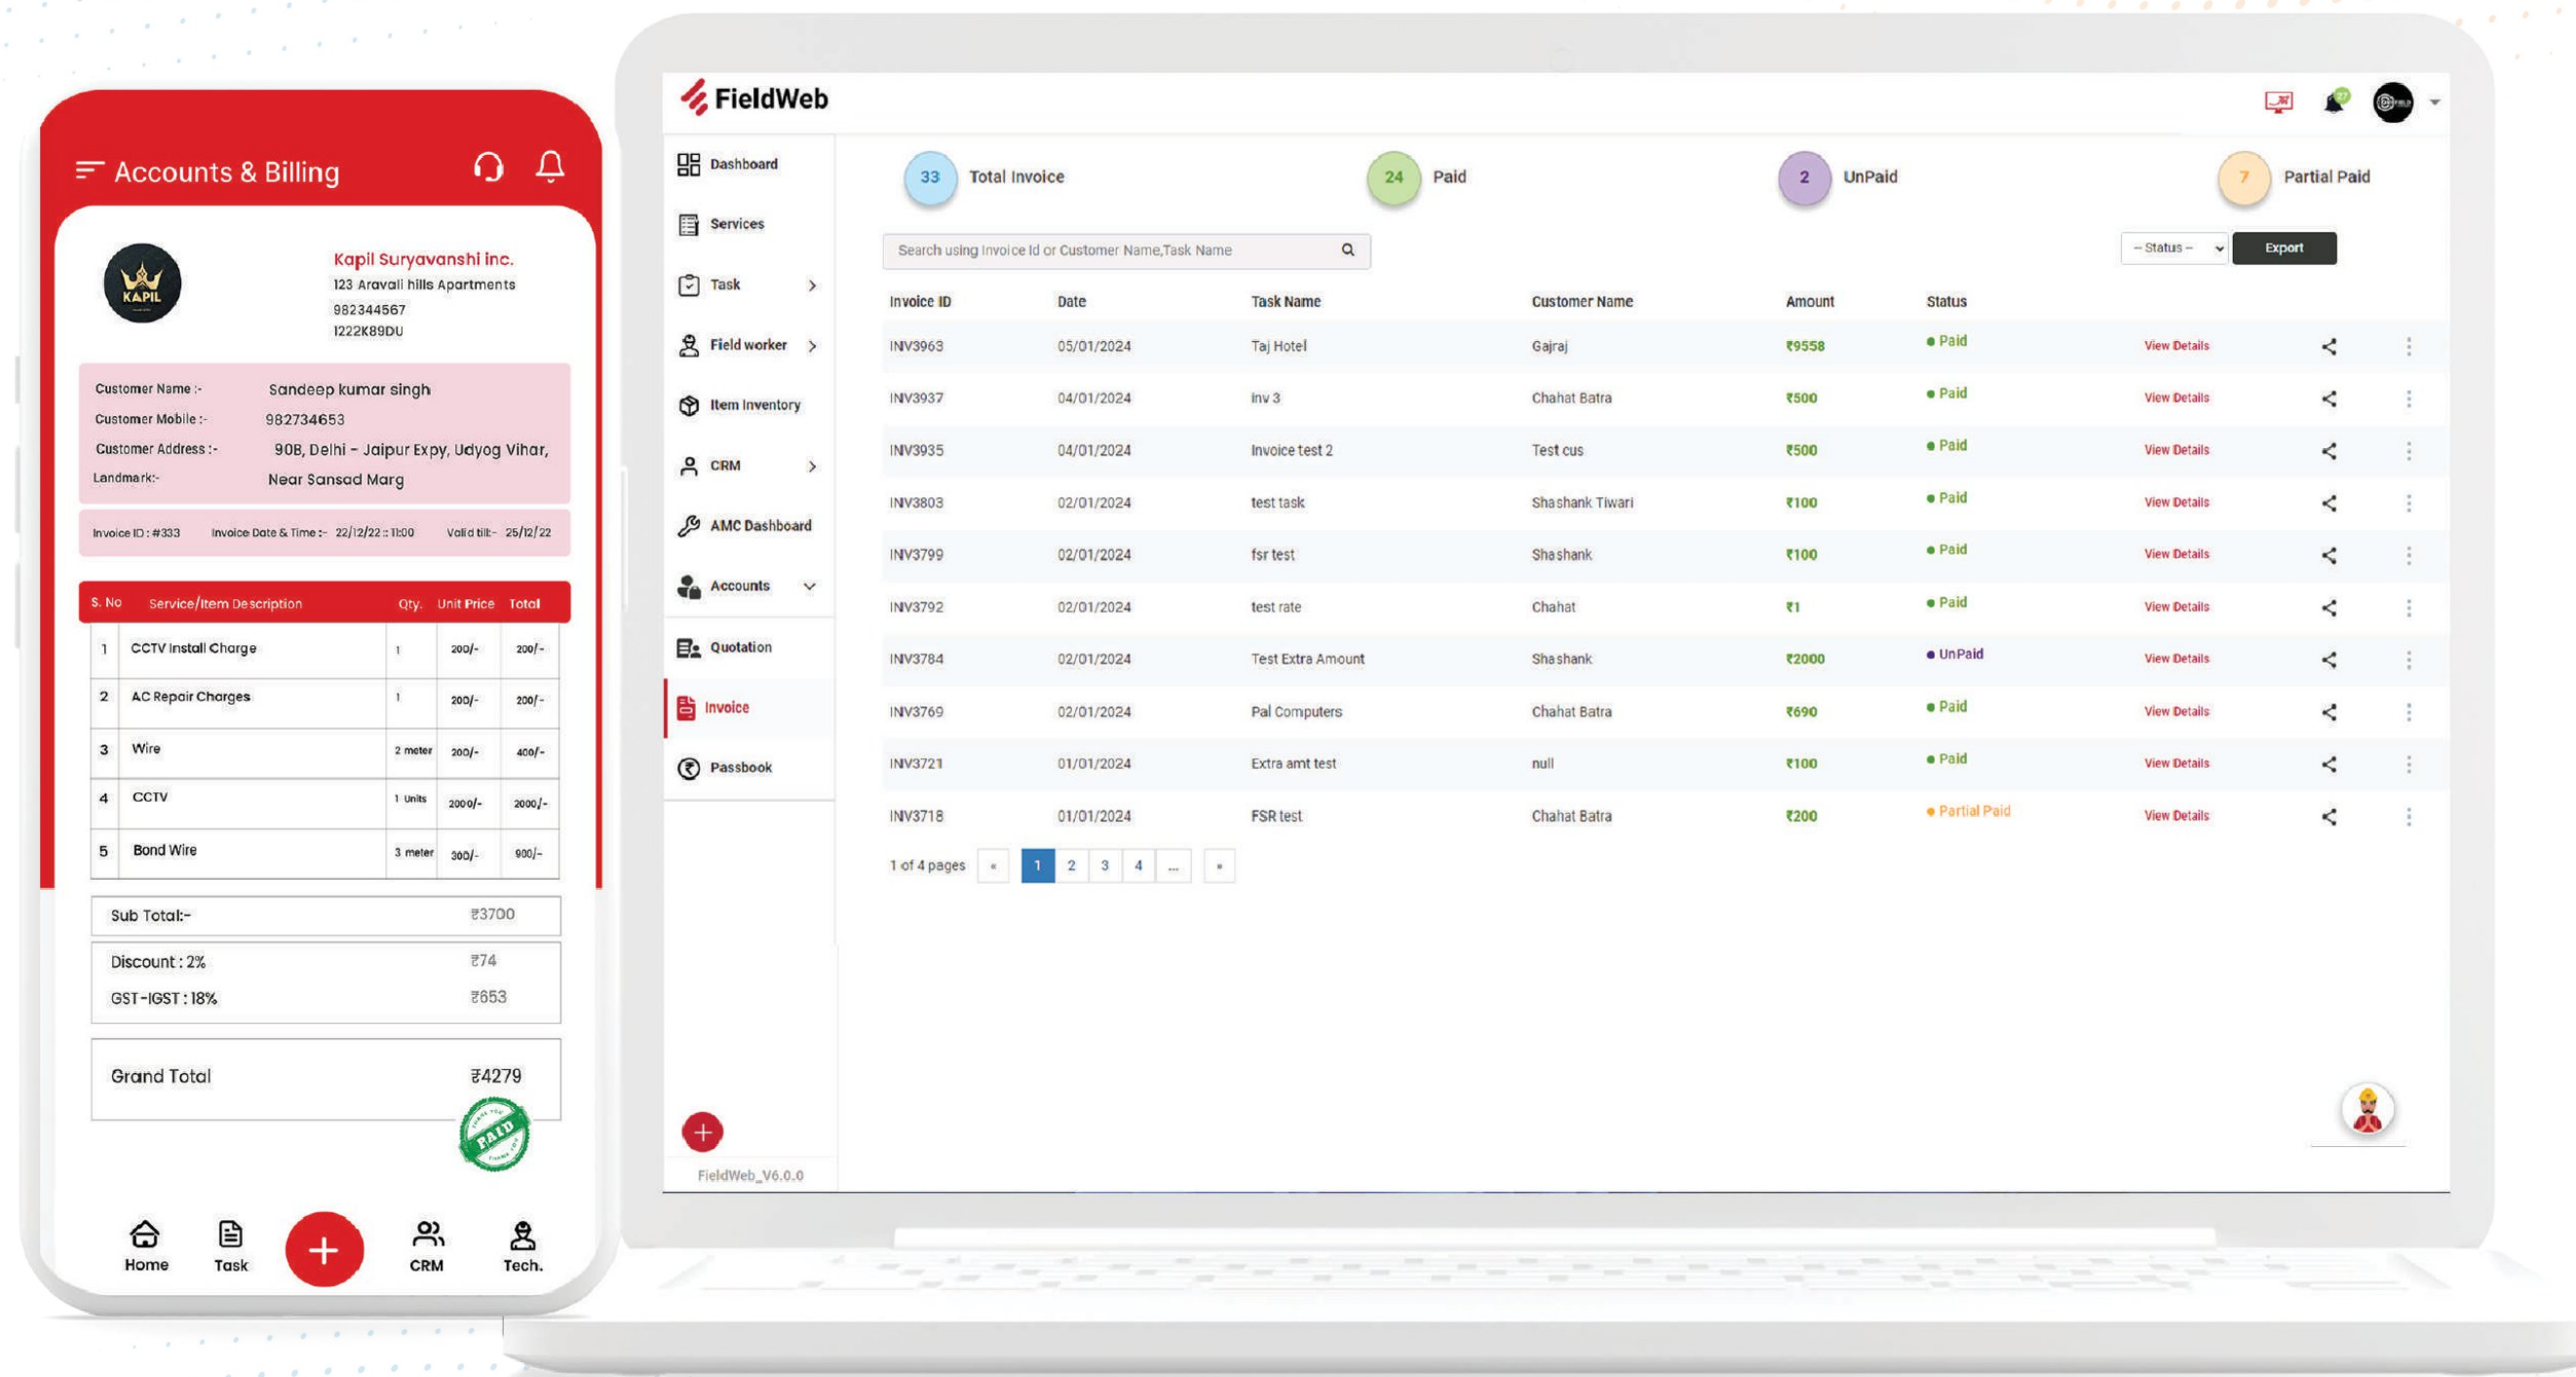 Accounts & Billing
KAPIL
Kapil Suryavanshi inc.
123 Aravali hills Apartments
982344567
1222K89DU
Customer Name :- Sandeep kumar singh
Customer Mobile :- 982734653
Customer Address :- 90B, Delhi - Jaipur Expy, Udyog Vihar,
Landmark:- Near Sansad Marg
Invoice ID : #333 Invoice Date & Time :- 22/12/22 :: 11:00 Valid till:- 25/12/22
S. No Service/Item Description Qty. Unit Price Total
1 CCTV Install Charge 1 200/- 200/-
2 AC Repair Charges 1 200/- 200/-
3 Wire 2 meter 200/- 400/-
4 CCTV 1 Units 2000/- 2000/-
5 Bond Wire 3 meter 300/- 900/-
Sub Total:- ₹3700
Discount : 2% ₹74
GST-IGST : 18% ₹653
Grand Total ₹4279
THANK YOU
PAID
THANK YOU
Home Task + CRM Tech.
FieldWeb
27
Dashboard
Services
Task
Field worker
Item Inventory
CRM
AMC Dashboard
Accounts
Quotation
Invoice
Passbook
+
FieldWeb_V6.0.0
33 Total Invoice 24 Paid 2 UnPaid 7 Partial Paid
Search using Invoice Id or Customer Name,Task Name -- Status -- Export
Invoice ID Date Task Name Customer Name Amount Status
INV3963 05/01/2024 Taj Hotel Gajraj ₹9558 Paid View Details
INV3937 04/01/2024 inv 3 Chahat Batra ₹500 Paid View Details
INV3935 04/01/2024 Invoice test 2 Test cus ₹500 Paid View Details
INV3803 02/01/2024 test task Shashank Tiwari ₹100 Paid View Details
INV3799 02/01/2024 fsr test Shashank ₹100 Paid View Details
INV3792 02/01/2024 test rate Chahat ₹1 Paid View Details
INV3784 02/01/2024 Test Extra Amount Shashank ₹2000 UnPaid View Details
INV3769 02/01/2024 Pal Computers Chahat Batra ₹690 Paid View Details
INV3721 01/01/2024 Extra amt test null ₹100 Paid View Details
INV3718 01/01/2024 FSR test Chahat Batra ₹200 Partial Paid View Details
1 of 4 pages « 1 2 3 4 ... »